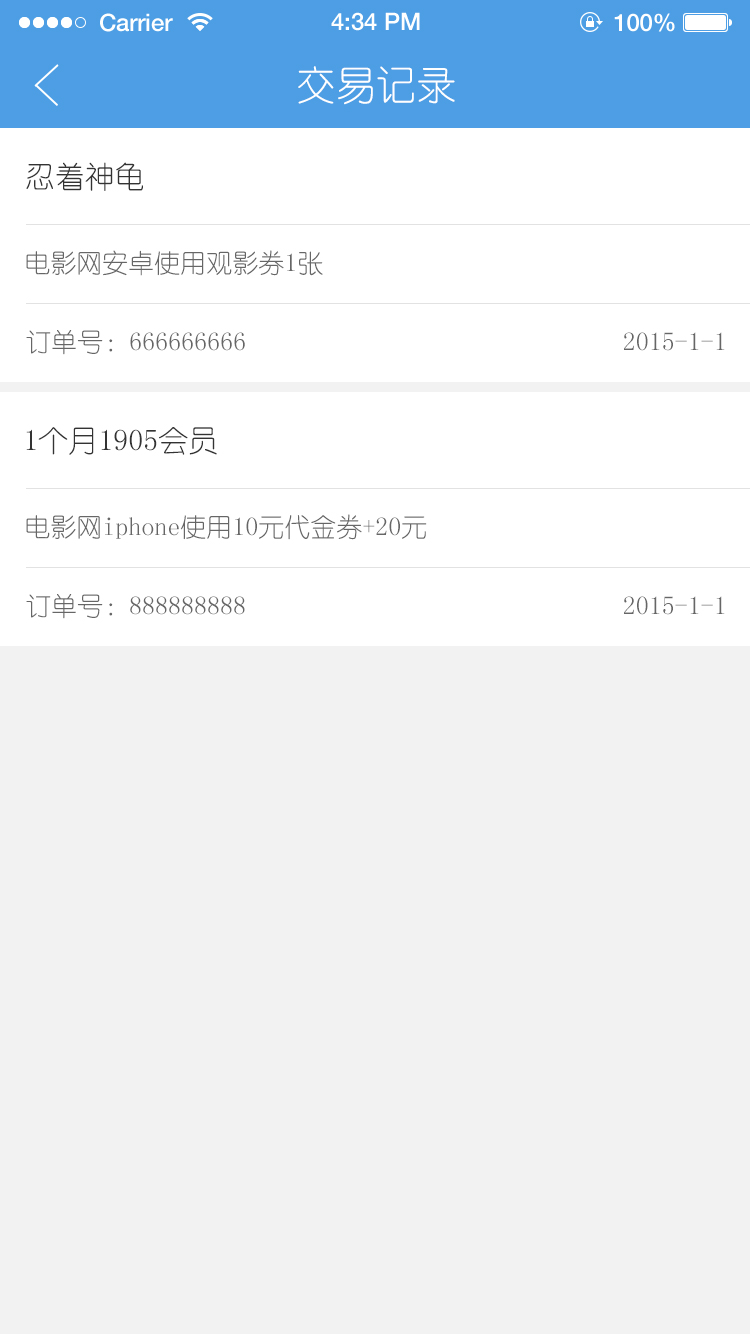 Carrier 4:34 PM 100%
交易记录
忍着神龟
电影网安卓使用观影券1张
订单号: 666666666 2015-1-1
1个月1905会员
电影网iphone使用10元代金券+20元
订单号: 888888888 2015-1-1